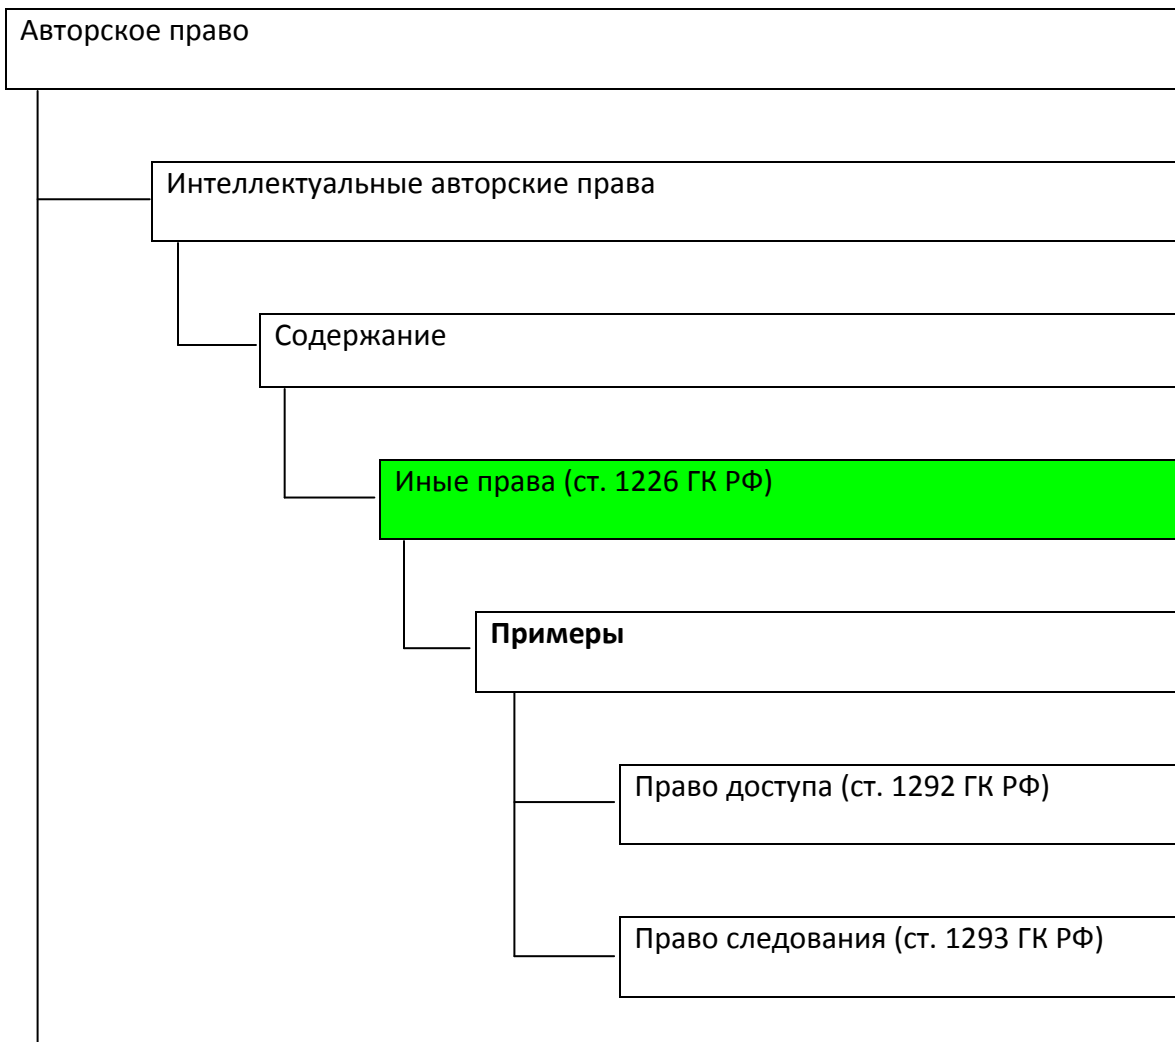 Авторское право
Интеллектуальные авторские права
Содержание
Иные права (ст. 1226 ГК РФ)
Примеры
Право доступа (ст. 1292 ГК РФ)
Право следования (ст. 1293 ГК РФ)